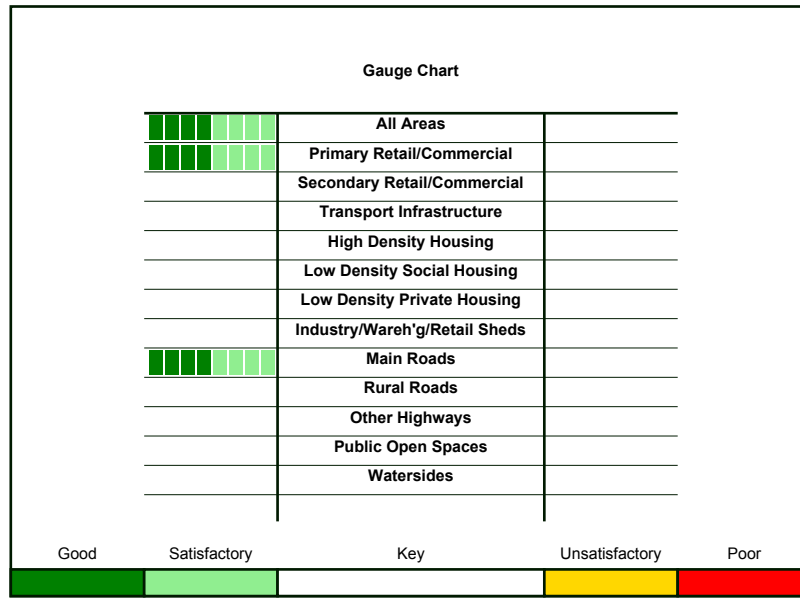 Gauge Chart
All Areas
Primary Retail/Commercial
Secondary Retail/Commercial
Transport Infrastructure
High Density Housing
Low Density Social Housing
Low Density Private Housing
Industry/Wareh'g/Retail Sheds
Main Roads
Rural Roads
Other Highways
Public Open Spaces
Watersides
Good Satisfactory Key Unsatisfactory Poor